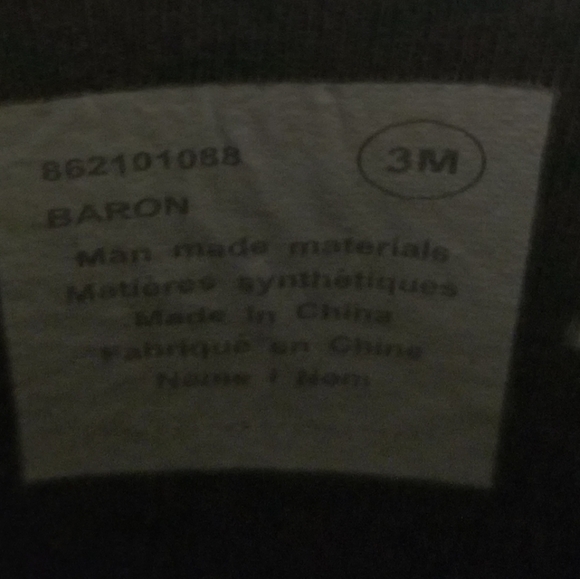 862101088
3M
BARON
Man made materials
Matières synthétiques
Made in China
Fabriqué en Chine
Name / Nom